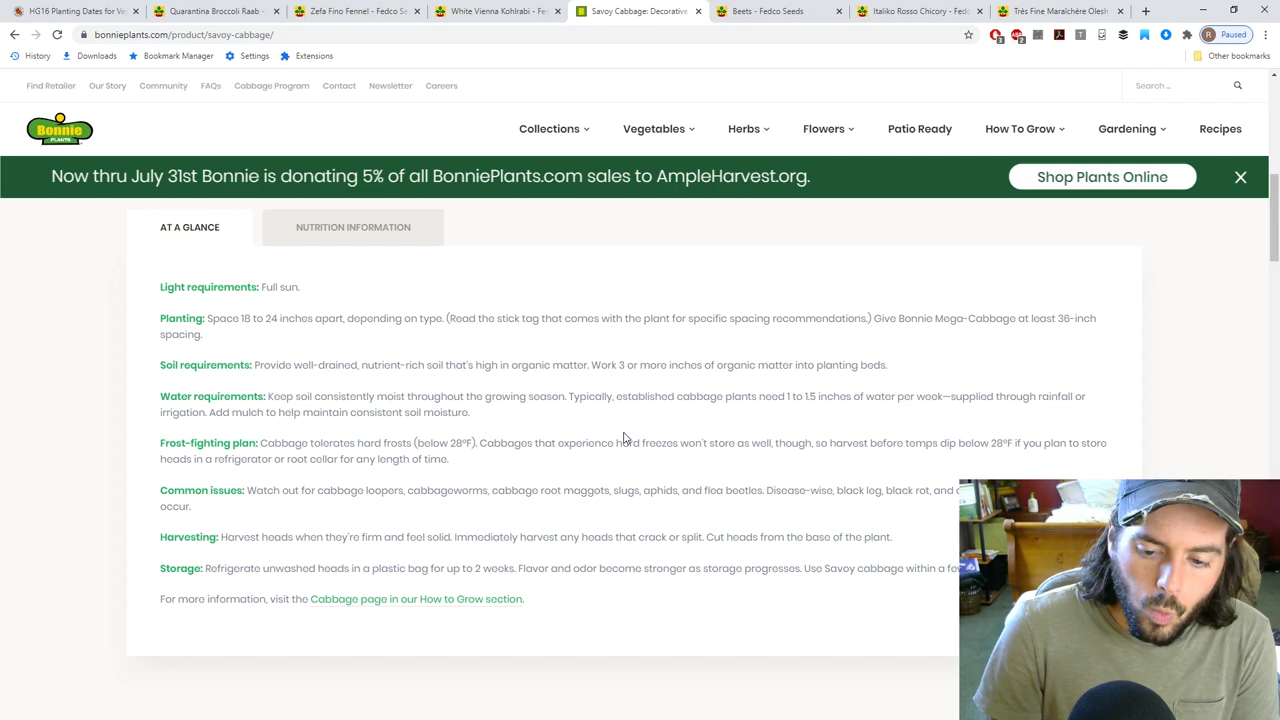 HG16 Planting Dates for Ve
Quarantina Broccoli Raab -
Zefa Fino Fennel - Fedco Se
White Vienna Kohlrabi - Fe
Savoy Cabbage: Decorative
Beets - Fedco Seeds
Italiko Rosso Chicory - Fedc
Très Fine Maraîchère Olesh
bonnieplants.com/product/savoy-cabbage/
3
2
R Paused
History Downloads Bookmark Manager Settings Extensions Other bookmarks
Find Retailer Our Story Community FAQs Cabbage Program Contact Newsletter Careers Search ...
Bonnie
PLANTS
Collections Vegetables Herbs Flowers Patio Ready How To Grow Gardening Recipes
Now thru July 31st Bonnie is donating 5% of all BonniePlants.com sales to AmpleHarvest.org. Shop Plants Online
AT A GLANCE NUTRITION INFORMATION
Light requirements: Full sun.
Planting: Space 18 to 24 inches apart, depending on type. (Read the stick tag that comes with the plant for specific spacing recommendations.) Give Bonnie Mega-Cabbage at least 36-inch
spacing.
Soil requirements: Provide well-drained, nutrient-rich soil that's high in organic matter. Work 3 or more inches of organic matter into planting beds.
Water requirements: Keep soil consistently moist throughout the growing season. Typically, established cabbage plants need 1 to 1.5 inches of water per week—supplied through rainfall or
irrigation. Add mulch to help maintain consistent soil moisture.
Frost-fighting plan: Cabbage tolerates hard frosts (below 28°F). Cabbages that experience hard freezes won't store as well, though, so harvest before temps dip below 28°F if you plan to store
heads in a refrigerator or root cellar for any length of time.
Common issues: Watch out for cabbage loopers, cabbageworms, cabbage root maggots, slugs, aphids, and flea beetles. Disease-wise, black leg, black rot, and
occur.
Harvesting: Harvest heads when they're firm and feel solid. Immediately harvest any heads that crack or split. Cut heads from the base of the plant.
Storage: Refrigerate unwashed heads in a plastic bag for up to 2 weeks. Flavor and odor become stronger as storage progresses. Use Savoy cabbage within a
For more information, visit the Cabbage page in our How to Grow section.